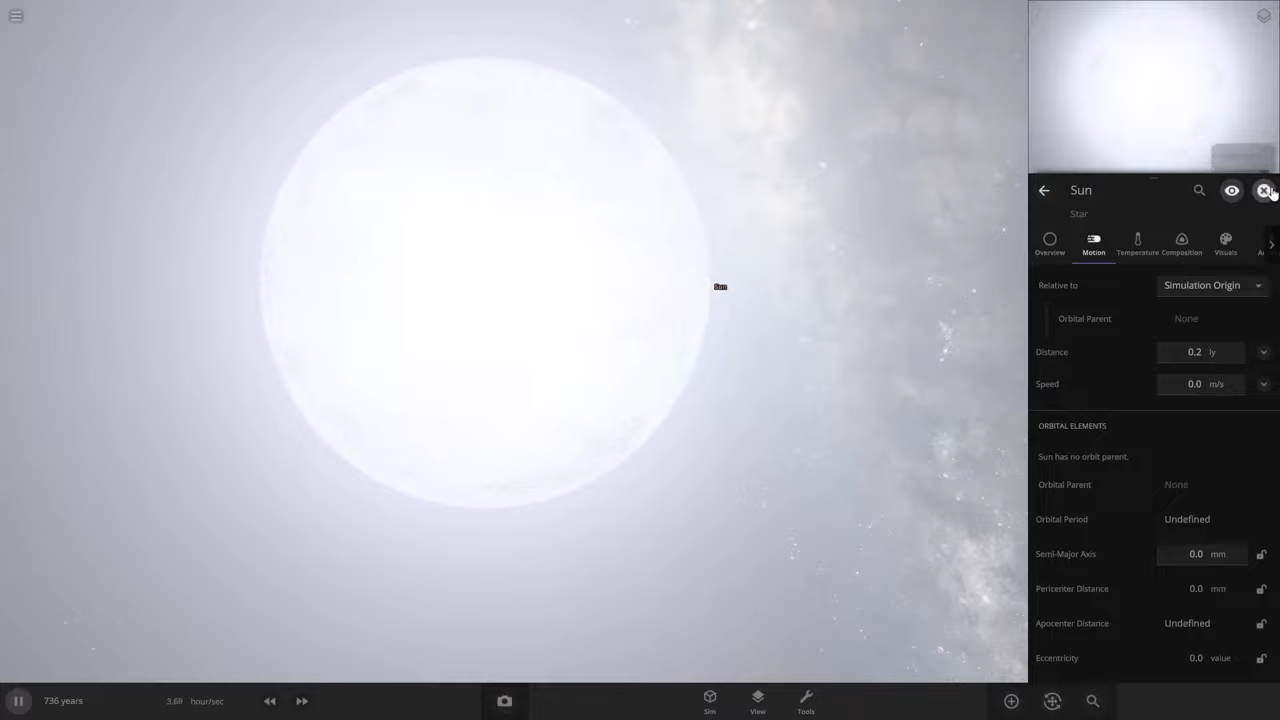 Sun
Sun
Star
Overview Motion Temperature Composition Visuals
Relative to Simulation Origin
Orbital Parent None
Distance 0.2 ly
Speed 0.0 m/s
ORBITAL ELEMENTS
Sun has no orbit parent.
Orbital Parent None
Orbital Period Undefined
Semi-Major Axis 0.0 mm
Pericenter Distance 0.0 mm
Apocenter Distance Undefined
Eccentricity 0.0 value
736 years 3.68 hour/sec Sim View Tools